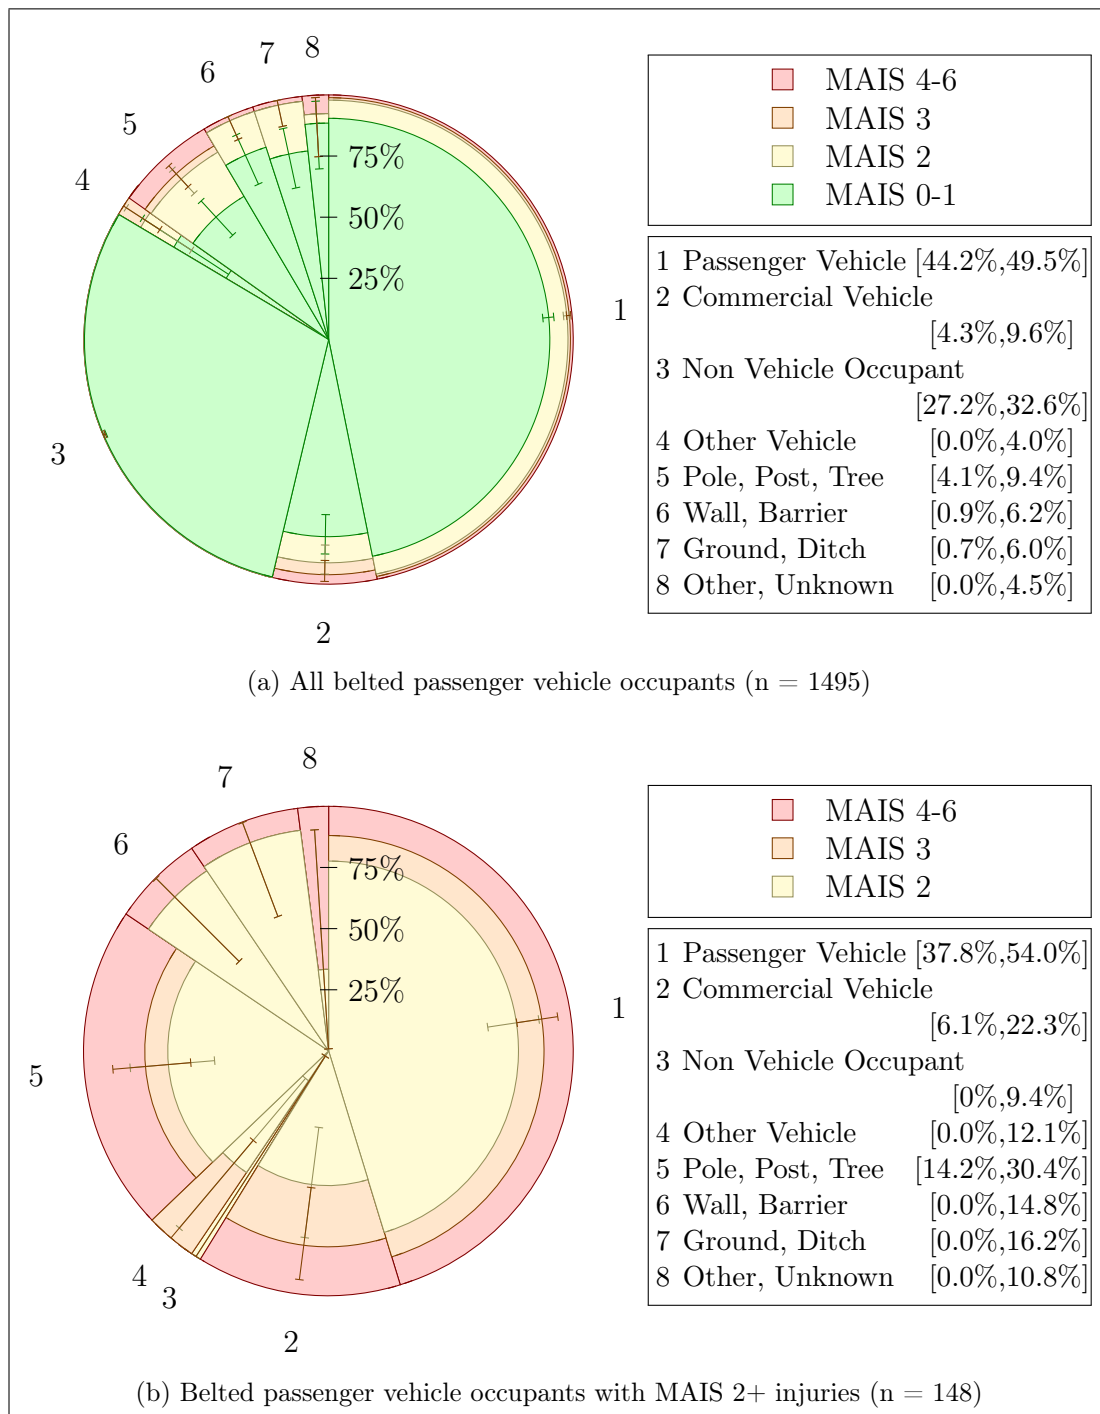 8
7
6
5
4
75%
50%
25%
1
3
2
MAIS 4-6
MAIS 3
MAIS 2
MAIS 0-1
1 Passenger Vehicle [44.2%,49.5%]
2 Commercial Vehicle
[4.3%,9.6%]
3 Non Vehicle Occupant
[27.2%,32.6%]
4 Other Vehicle [0.0%,4.0%]
5 Pole, Post, Tree [4.1%,9.4%]
6 Wall, Barrier [0.9%,6.2%]
7 Ground, Ditch [0.7%,6.0%]
8 Other, Unknown [0.0%,4.5%]
(a) All belted passenger vehicle occupants (n = 1495)
8
7
6
75%
50%
25%
1
5
4
3
2
MAIS 4-6
MAIS 3
MAIS 2
1 Passenger Vehicle [37.8%,54.0%]
2 Commercial Vehicle
[6.1%,22.3%]
3 Non Vehicle Occupant
[0%,9.4%]
4 Other Vehicle [0.0%,12.1%]
5 Pole, Post, Tree [14.2%,30.4%]
6 Wall, Barrier [0.0%,14.8%]
7 Ground, Ditch [0.0%,16.2%]
8 Other, Unknown [0.0%,10.8%]
(b) Belted passenger vehicle occupants with MAIS 2+ injuries (n = 148)